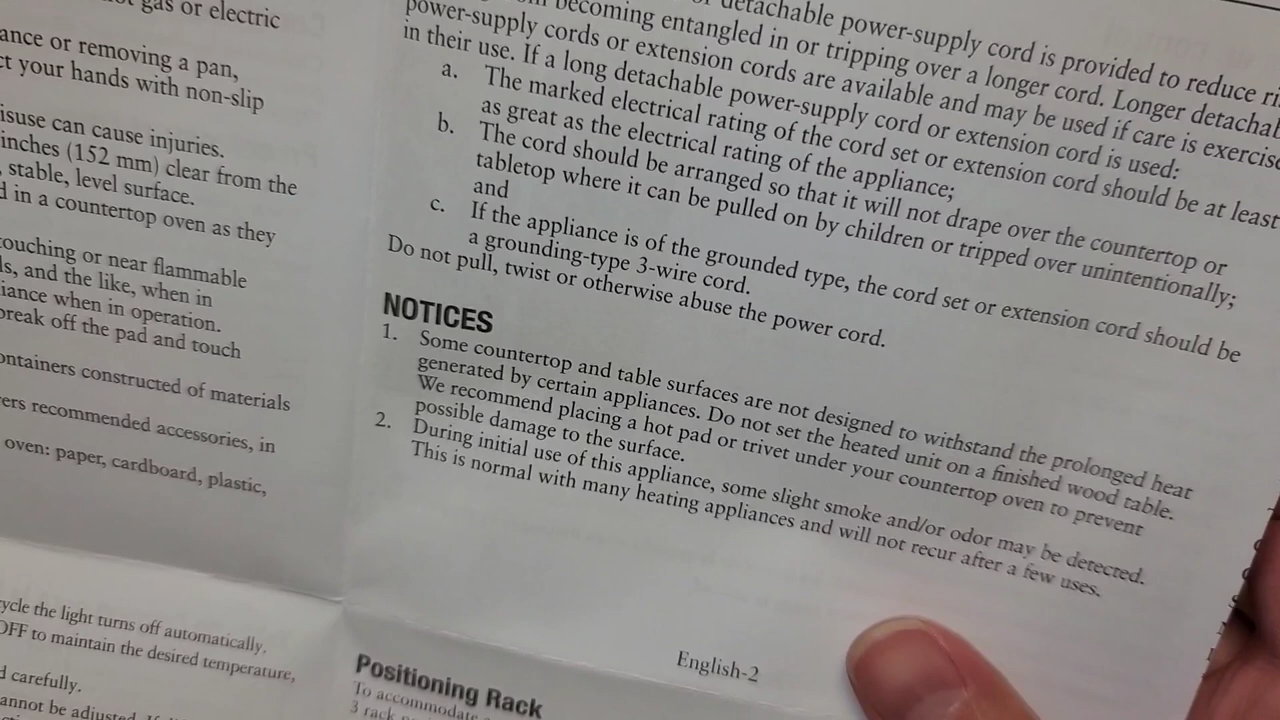 gas or electric
ance or removing a pan,
ct your hands with non-slip
isuse can cause injuries.
inches (152 mm) clear from the
, stable, level surface.
d in a countertop oven as they
touching or near flammable
ls, and the like, when in
iance when in operation.
break off the pad and touch
ontainers constructed of materials
ers recommended accessories, in
oven: paper, cardboard, plastic,
ycle the light turns off automatically.
OFF to maintain the desired temperature,
d carefully.
annot be adjusted.
detachable power-supply cord is provided to reduce ri
becoming entangled in or tripping over a longer cord. Longer detachal
power-supply cords or extension cords are available and may be used if care is exercise
in their use. If a long detachable power-supply cord or extension cord is used:
a. The marked electrical rating of the cord set or extension cord should be at least
as great as the electrical rating of the appliance;
b. The cord should be arranged so that it will not drape over the countertop or
tabletop where it can be pulled on by children or tripped over unintentionally;
and
c. If the appliance is of the grounded type, the cord set or extension cord should be
a grounding-type 3-wire cord.
Do not pull, twist or otherwise abuse the power cord.
NOTICES
1. Some countertop and table surfaces are not designed to withstand the prolonged heat
generated by certain appliances. Do not set the heated unit on a finished wood table.
We recommend placing a hot pad or trivet under your countertop oven to prevent
possible damage to the surface.
2. During initial use of this appliance, some slight smoke and/or odor may be detected.
This is normal with many heating appliances and will not recur after a few uses.
English-2
Positioning Rack
To accommodate
3 rack